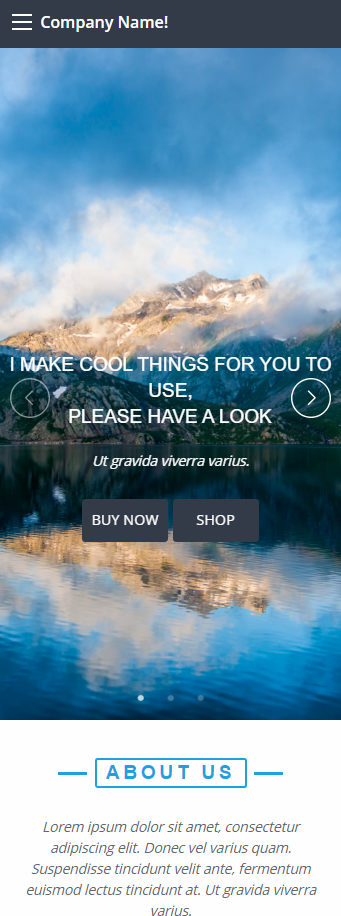 Company Name!
I MAKE COOL THINGS FOR YOU TO
USE,
PLEASE HAVE A LOOK
Ut gravida viverra varius.
BUY NOW
SHOP
ABOUT US
Lorem ipsum dolor sit amet, consectetur
adipiscing elit. Donec vel varius quam.
Suspendisse tincidunt velit ante, fermentum
euismod lectus tincidunt at. Ut gravida viverra
varius.